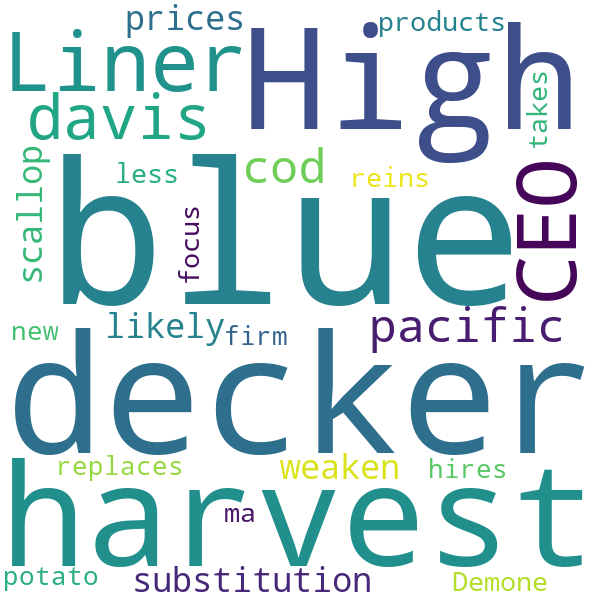 prices
products
Liner
High
davis
takes
scallop
less
cod
reins
blue
focus
CEO
new
likely
firm
pacific
decker
replaces
weaken
hires
harvest
ma
potato
substitution
Demone